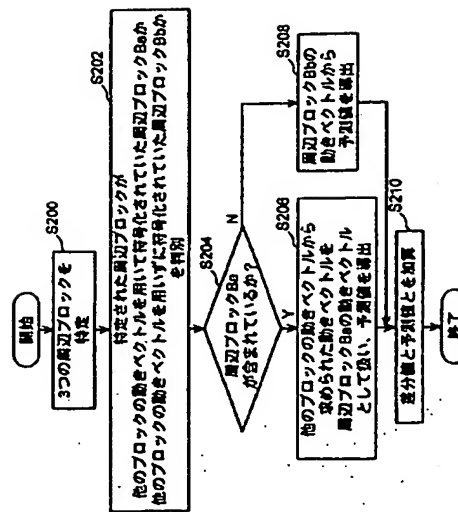 開始
S200
3つの周辺ブロックを
特定
S202
特定された周辺ブロックが
他のブロックの動きベクトルを用いて符号化されていた周辺ブロックBaか
他のブロックの動きベクトルを用いずに符号化されていた周辺ブロックBbか
を判別
S204
周辺ブロックBa
が含まれているか?
N
Y
S206
他のブロックの動きベクトルから
求められた動きベクトルを
周辺ブロックBaの動きベクトル
として扱い、予測値を導出
S208
周辺ブロックBbの
動きベクトルから
予測値を導出
S210
差分値と予測値とを加算
終了